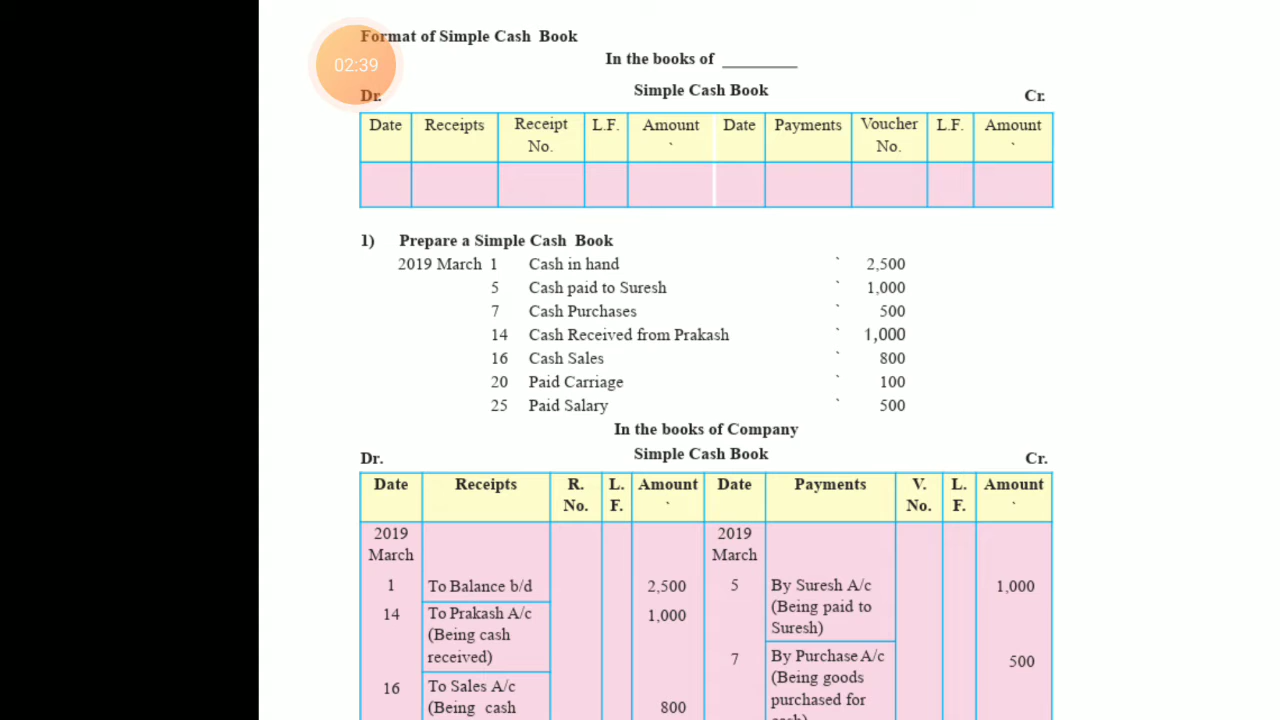 Format of Simple Cash Book
02:39
In the books of _________
Dr. Simple Cash Book Cr.
Date Receipts Receipt No. L.F. Amount ` Date Payments Voucher No. L.F. Amount `
1) Prepare a Simple Cash Book
2019 March 1 Cash in hand ` 2,500
5 Cash paid to Suresh ` 1,000
7 Cash Purchases ` 500
14 Cash Received from Prakash ` 1,000
16 Cash Sales ` 800
20 Paid Carriage ` 100
25 Paid Salary ` 500
In the books of Company
Dr. Simple Cash Book Cr.
Date Receipts R. No. L. F. Amount ` Date Payments V. No. L. F. Amount `
2019 2019
March March
1 To Balance b/d 2,500 5 By Suresh A/c 1,000
14 To Prakash A/c 1,000 (Being paid to
(Being cash Suresh)
received) 7 By Purchase A/c 500
16 To Sales A/c (Being goods
(Being cash 800 purchased for
cash)